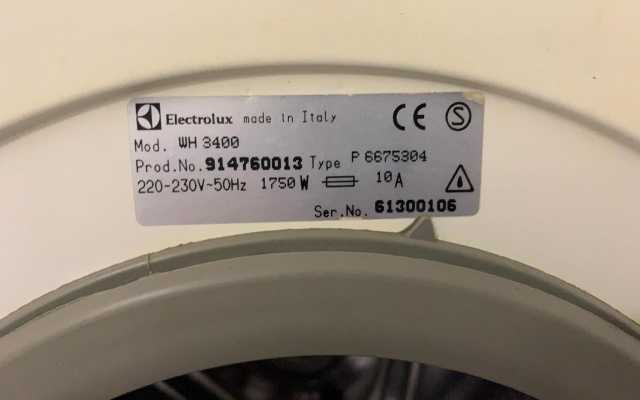 Electrolux made in Italy CE S
Mod. WH 3400
Prod.No. 914760013 Type P 6675304
220-230V~50Hz 1750 W 10 A
Ser.No. 61300106